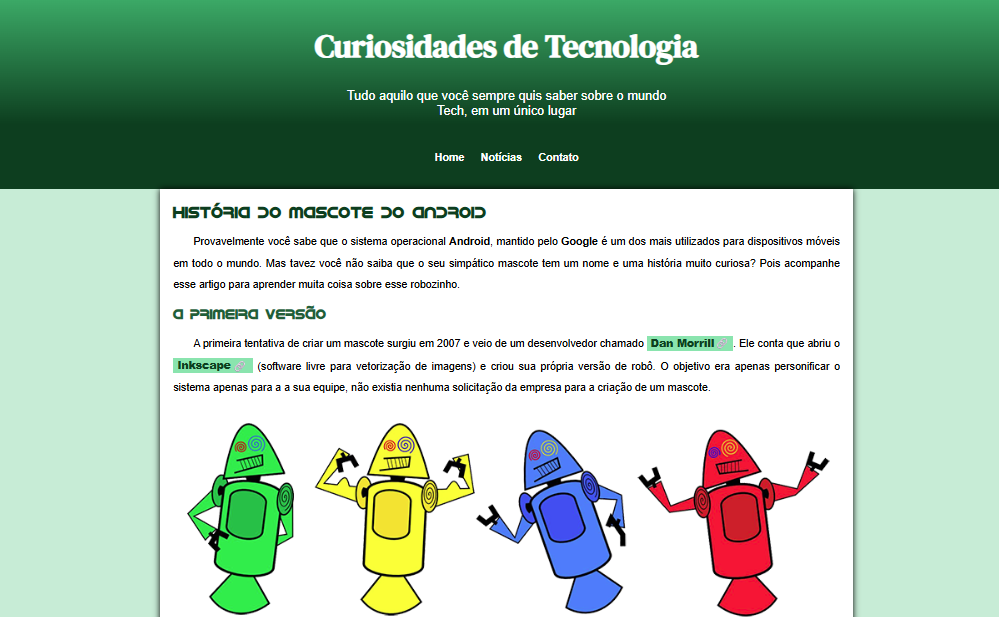 Curiosidades de Tecnologia
Tudo aquilo que você sempre quis saber sobre o mundo
Tech, em um único lugar
Home Notícias Contato
História do Mascote do Android
Provavelmente você sabe que o sistema operacional Android, mantido pelo Google é um dos mais utilizados para dispositivos móveis
em todo o mundo. Mas tavez você não saiba que o seu simpático mascote tem um nome e uma história muito curiosa? Pois acompanhe
esse artigo para aprender muita coisa sobre esse robozinho.
A primeira versão
A primeira tentativa de criar um mascote surgiu em 2007 e veio de um desenvolvedor chamado Dan Morrill. Ele conta que abriu o
Inkscape (software livre para vetorização de imagens) e criou sua própria versão de robô. O objetivo era apenas personificar o
sistema apenas para a a sua equipe, não existia nenhuma solicitação da empresa para a criação de um mascote.